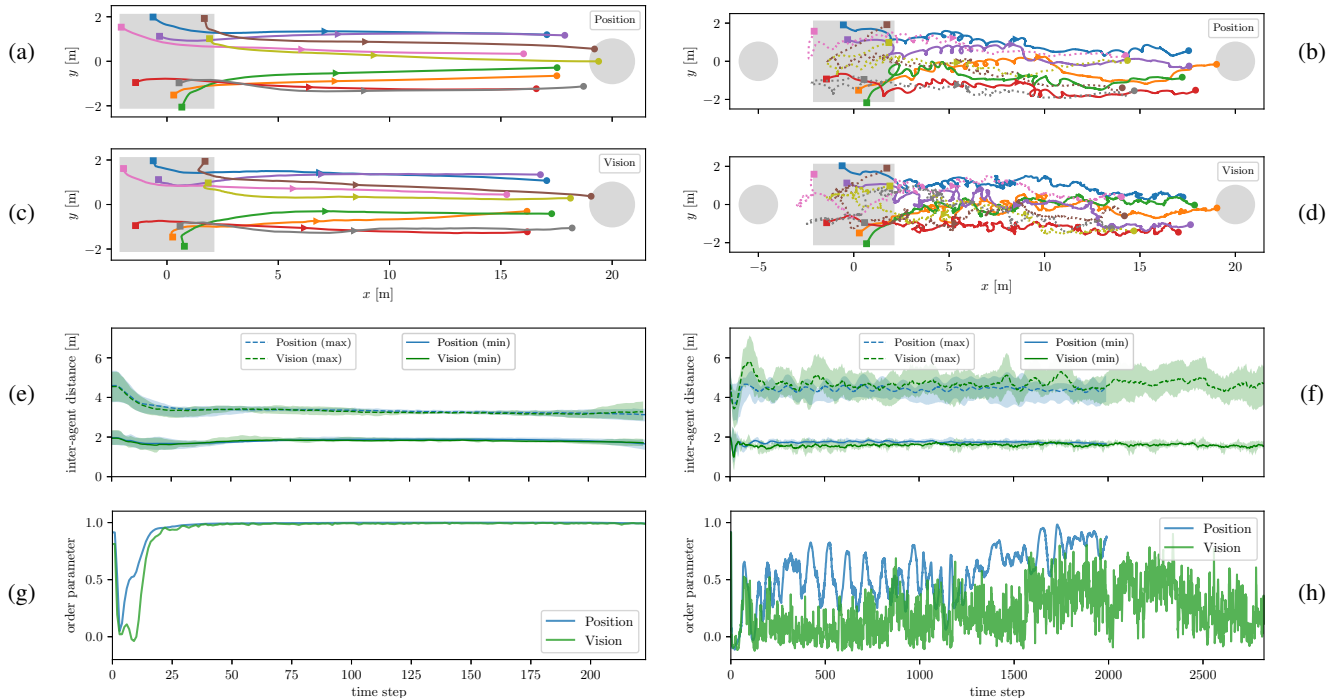 (a)
2
0
−2
y [m]
Position
2
0
−2
y [m]
Position
(b)
(c)
2
0
−2
y [m]
Vision
0
5
10
15
20
x [m]
2
0
−2
y [m]
Vision
−5
0
5
10
15
20
x [m]
(d)
(e)
6
4
2
0
inter-agent distance [m]
Position (max)
Vision (max)
Position (min)
Vision (min)
6
4
2
0
inter-agent distance [m]
Position (max)
Vision (max)
Position (min)
Vision (min)
(f)
(g)
1.0
0.5
0.0
order parameter
Position
Vision
0
25
50
75
100
125
150
175
200
time step
1.0
0.5
0.0
order parameter
Position
Vision
0
500
1000
1500
2000
2500
time step
(h)